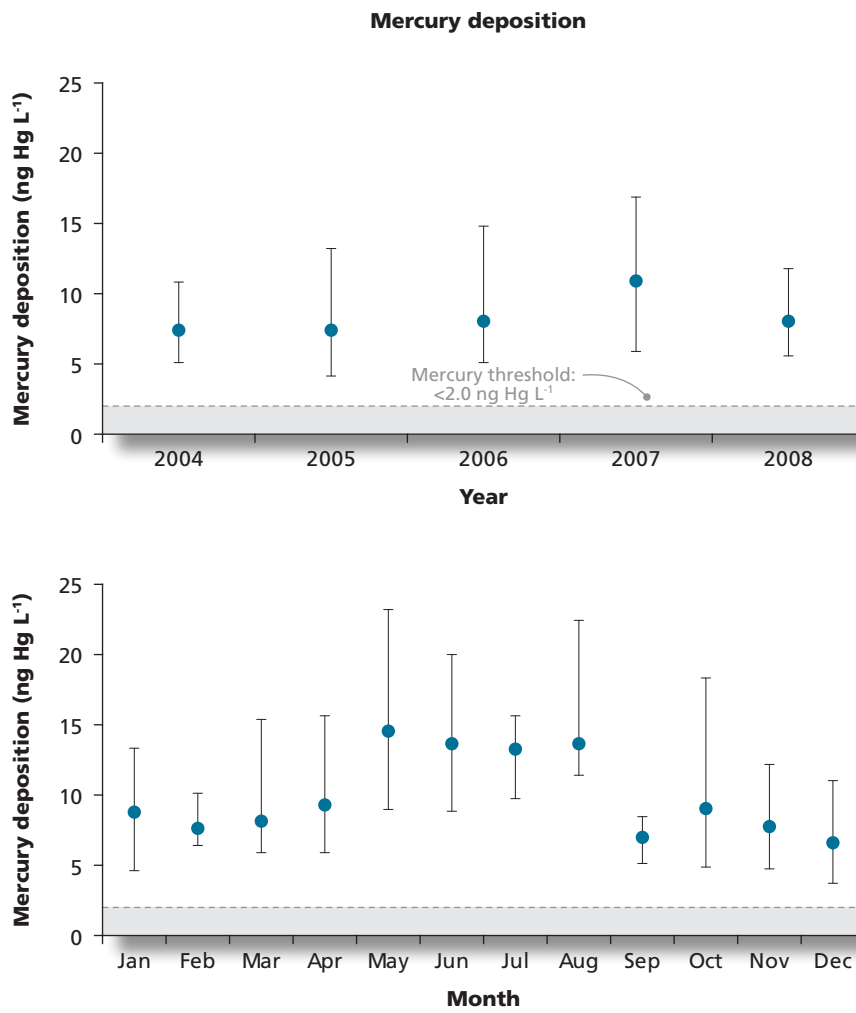 Mercury deposition
Mercury deposition (ng Hg L⁻¹)
25
20
15
10
5
0
Mercury threshold:
<2.0 ng Hg L⁻¹
2004 2005 2006 2007 2008
Year
Mercury deposition (ng Hg L⁻¹)
25
20
15
10
5
0
Jan Feb Mar Apr May Jun Jul Aug Sep Oct Nov Dec
Month